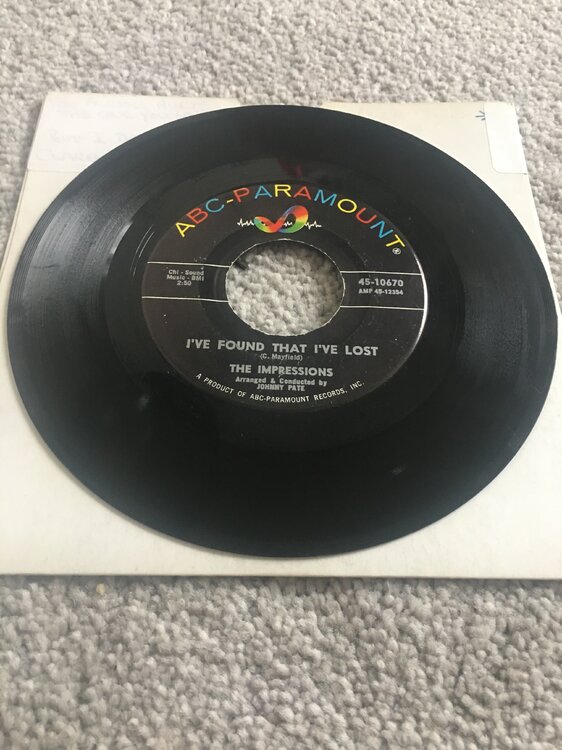 ABC-PARAMOUNT
®
Chi - Sound
Music - BMI
2:50
45-10670
AMP 45-12354
I'VE FOUND THAT I'VE LOST
(C. Mayfield)
THE IMPRESSIONS
Arranged & Conducted by
JOHNNY PATE
A PRODUCT OF ABC-PARAMOUNT RECORDS, INC.